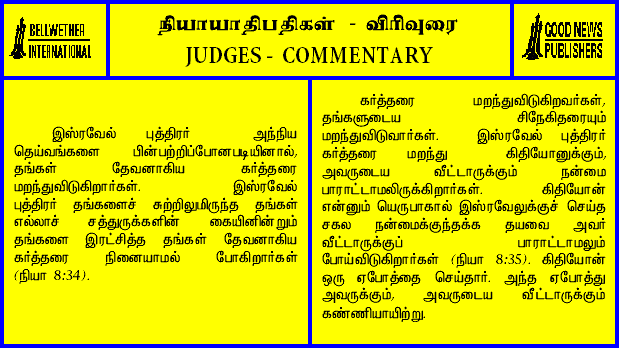 BELLWETHER
INTERNATIONAL
நியாயாதிபதிகள் - விரிவுரை
JUDGES - COMMENTARY
GOOD NEWS
PUBLISHERS
இஸ்ரவேல் புத்திரர் அந்நிய
தெய்வங்களை பின்பற்றிப்போனபடியினால்,
தங்கள் தேவனாகிய கர்த்தரை
மறந்துவிடுகிறார்கள். இஸ்ரவேல்
புத்திரர் தங்களைச் சுற்றிலுமிருந்த தங்கள்
எல்லாச் சத்துருக்களின் கையினின்றும்
தங்களை இரட்சித்த தங்கள் தேவனாகிய
கர்த்தரை நினையாமல் போகிறார்கள்
(நியா 8:34).
கர்த்தரை மறந்துவிடுகிறவர்கள்,
தங்களுடைய சிநேகிதரையும்
மறந்துவிடுவார்கள். இஸ்ரவேல் புத்திரர்
கர்த்தரை மறந்து கிதியோனுக்கும்,
அவருடைய வீட்டாருக்கும் நன்மை
பாராட்டாமலிருக்கிறார்கள். கிதியோன்
என்னும் யெருபாகால் இஸ்ரவேலுக்குச் செய்த
சகல நன்மைக்குந்தக்க தயவை அவர்
வீட்டாருக்குப் பாராட்டாமலும்
போய்விடுகிறார்கள் (நியா 8:35). கிதியோன்
ஒரு ஏபோத்தை செய்தார். அந்த ஏபோத்து
அவருக்கும், அவருடைய வீட்டாருக்கும்
கண்ணியாயிற்று.